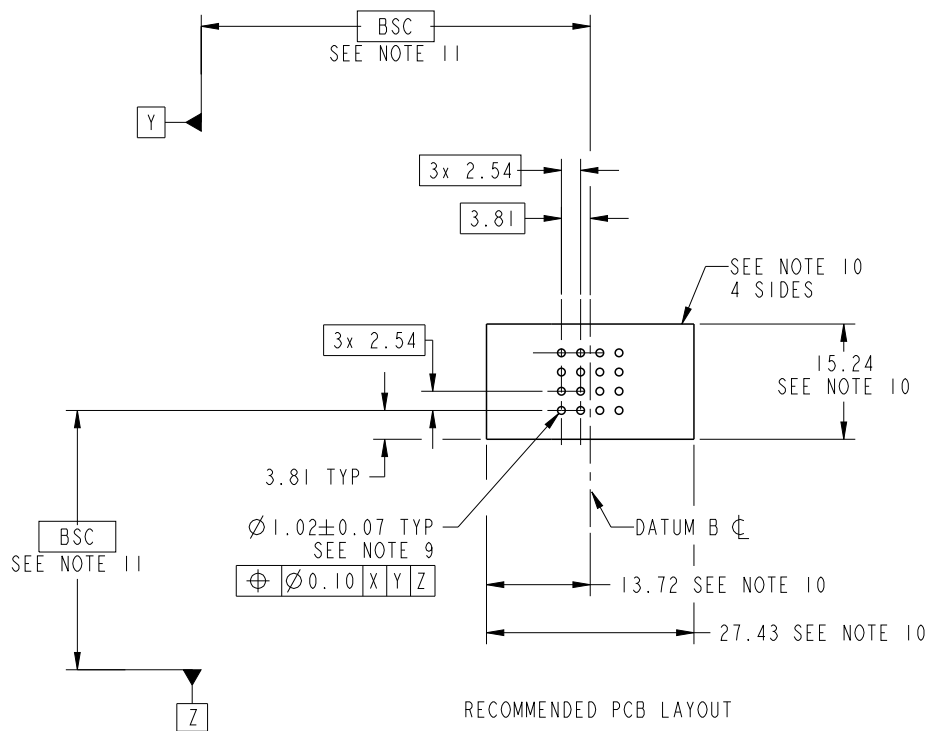 BSC
SEE NOTE 11
Y
3x 2.54
3.81
SEE NOTE 10
4 SIDES
3x 2.54
15.24
SEE NOTE 10
3.81 TYP
Ø1.02±0.07 TYP
SEE NOTE 9
⌖ Ø0.10 X Y Z
BSC
SEE NOTE 11
DATUM B ℄
13.72 SEE NOTE 10
27.43 SEE NOTE 10
Z
RECOMMENDED PCB LAYOUT